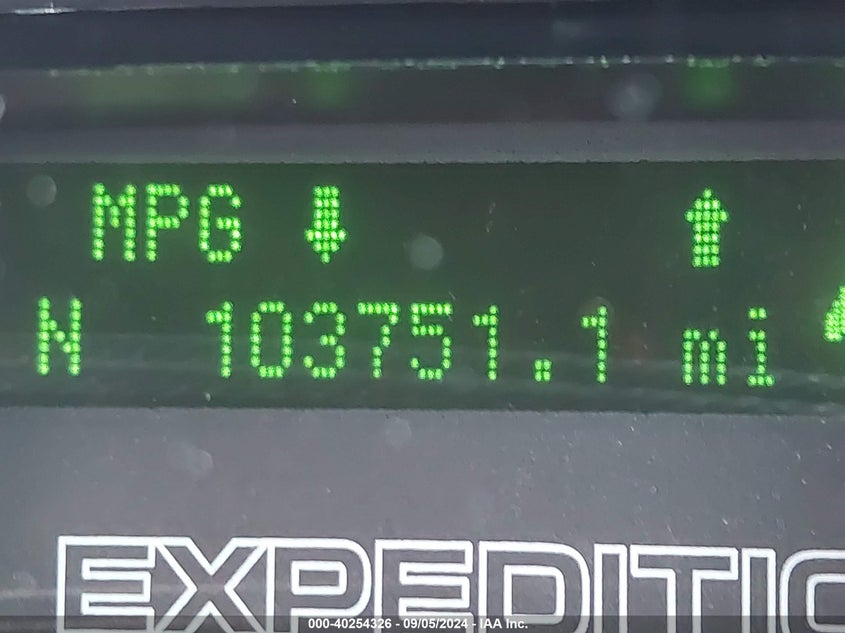 MPG ↓ ↑
N 103751.1 mi
EXPEDITIO
000-40254326 - 09/05/2024 - IAA Inc.